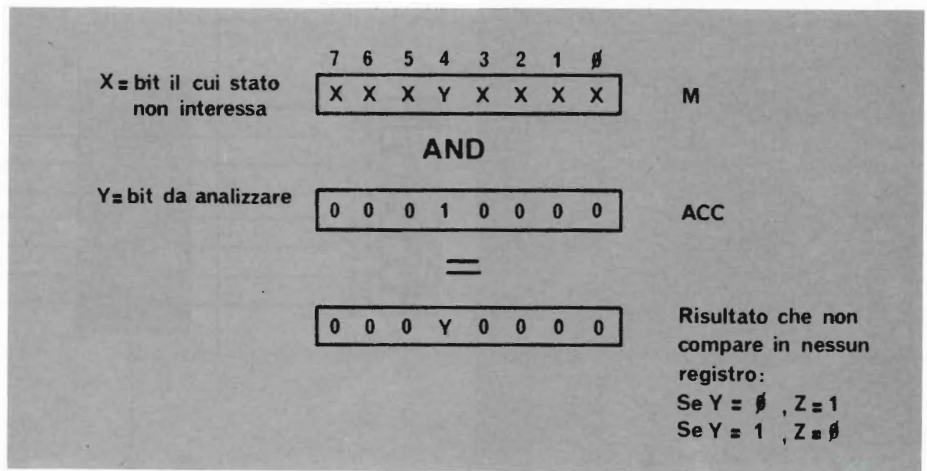 7 6 5 4 3 2 1 ∅
X = bit il cui stato
non interessa
X X X Y X X X X
M
AND
Y = bit da analizzare
0 0 0 1 0 0 0 0
ACC
=
0 0 0 Y 0 0 0 0
Risultato che non
compare in nessun
registro:
Se Y = ∅ , Z = 1
Se Y = 1 , Z = ∅